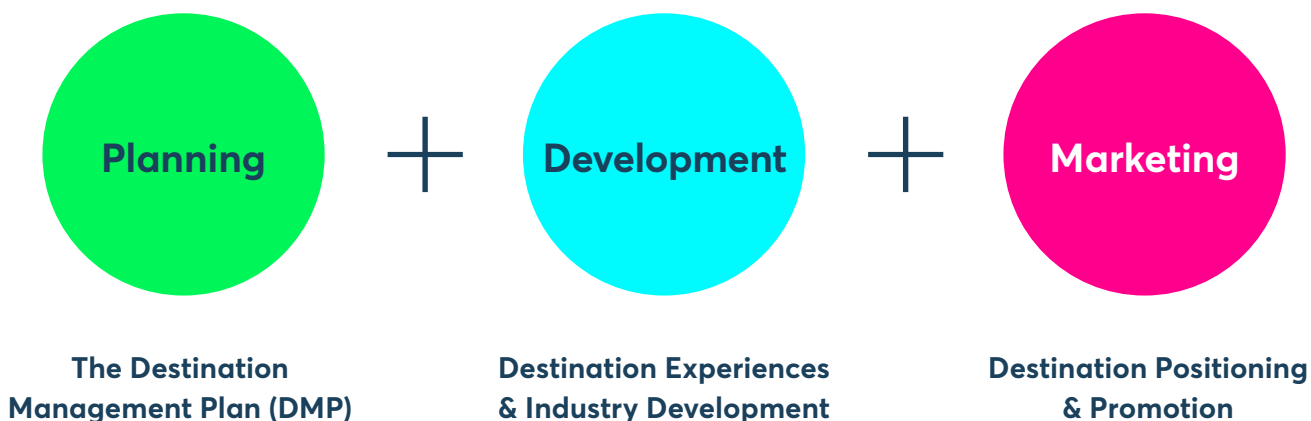 Planning
Development
Marketing
The Destination
Management Plan (DMP)
Destination Experiences
& Industry Development
Destination Positioning
& Promotion